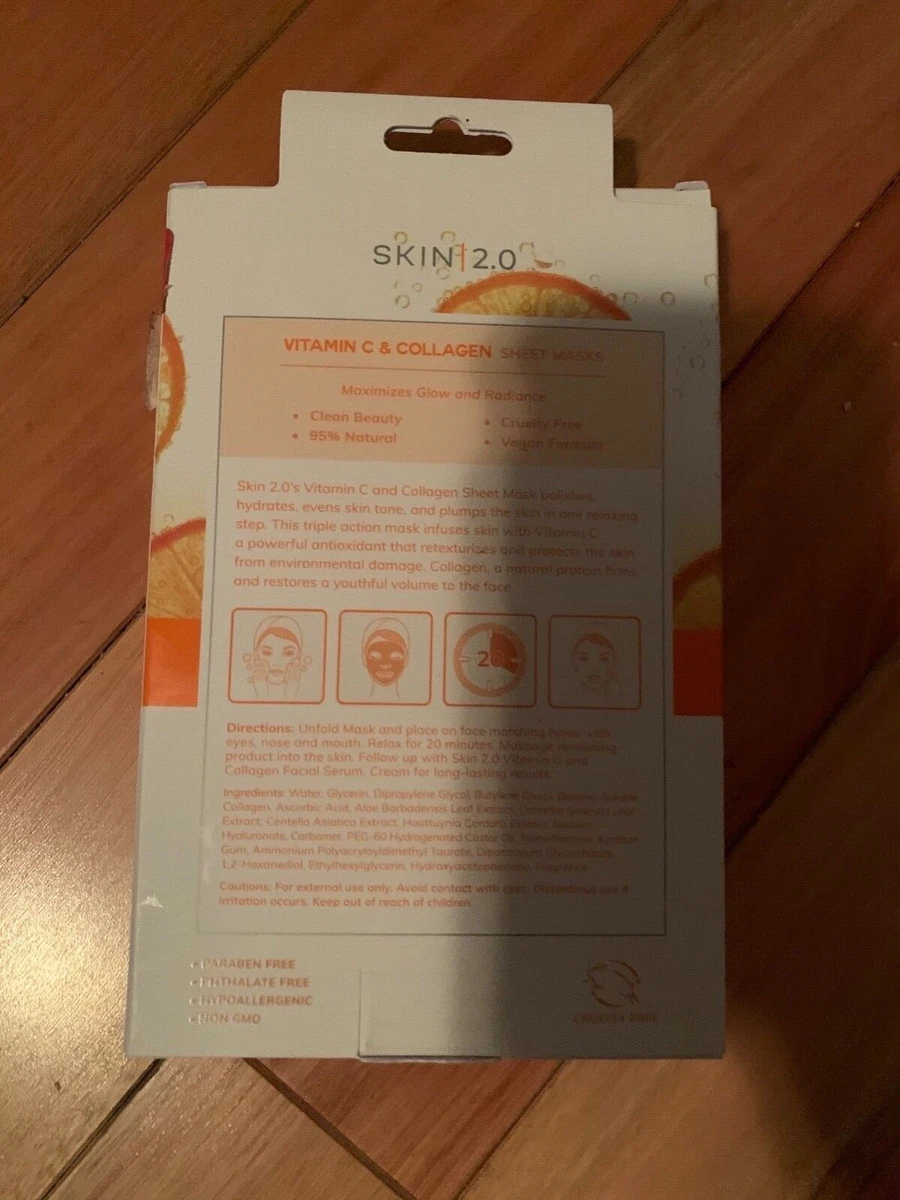 SKIN|2.0
VITAMIN C & COLLAGEN SHEET MASKS
Maximizes Glow and Radiance
• Clean Beauty
• Cruelty Free
• 95% Natural
• Vegan Formula
Skin 2.0's Vitamin C and Collagen Sheet Mask polishes,
hydrates, evens skin tone, and plumps the skin in one relaxing
step. This triple action mask infuses skin with Vitamin C,
a powerful antioxidant that retexturizes and protects the skin
from environmental damage. Collagen, a natural protein firms
and restores a youthful volume to the face.
20
Directions: Unfold Mask and place on face matching holes with
eyes, nose and mouth. Relax for 20 minutes. Massage remaining
product into the skin. Follow up with Skin 2.0 Vitamin C and
Collagen Facial Serum, Cream for long-lasting results.
Ingredients: Water, Glycerin, Dipropylene Glycol, Butylene Glycol, Betaine, Soluble
Collagen, Ascorbic Acid, Aloe Barbadensis Leaf Extract, Camellia Sinensis Leaf
Extract, Centella Asiatica Extract, Houttuynia Cordata Extract, Sodium
Hyaluronate, Carbomer, PEG-60 Hydrogenated Castor Oil, Xanthan
Gum, Ammonium Polyacryloyldimethyl Taurate, Dipotassium Glycyrrhizate,
1,2-Hexanediol, Ethylhexylglycerin, Hydroxyacetophenone, Fragrance
Cautions: For external use only. Avoid contact with eyes. Discontinue use if
irritation occurs. Keep out of reach of children.
• PARABEN FREE
• PHTHALATE FREE
• HYPOALLERGENIC
• NON GMO
CRUELTY FREE